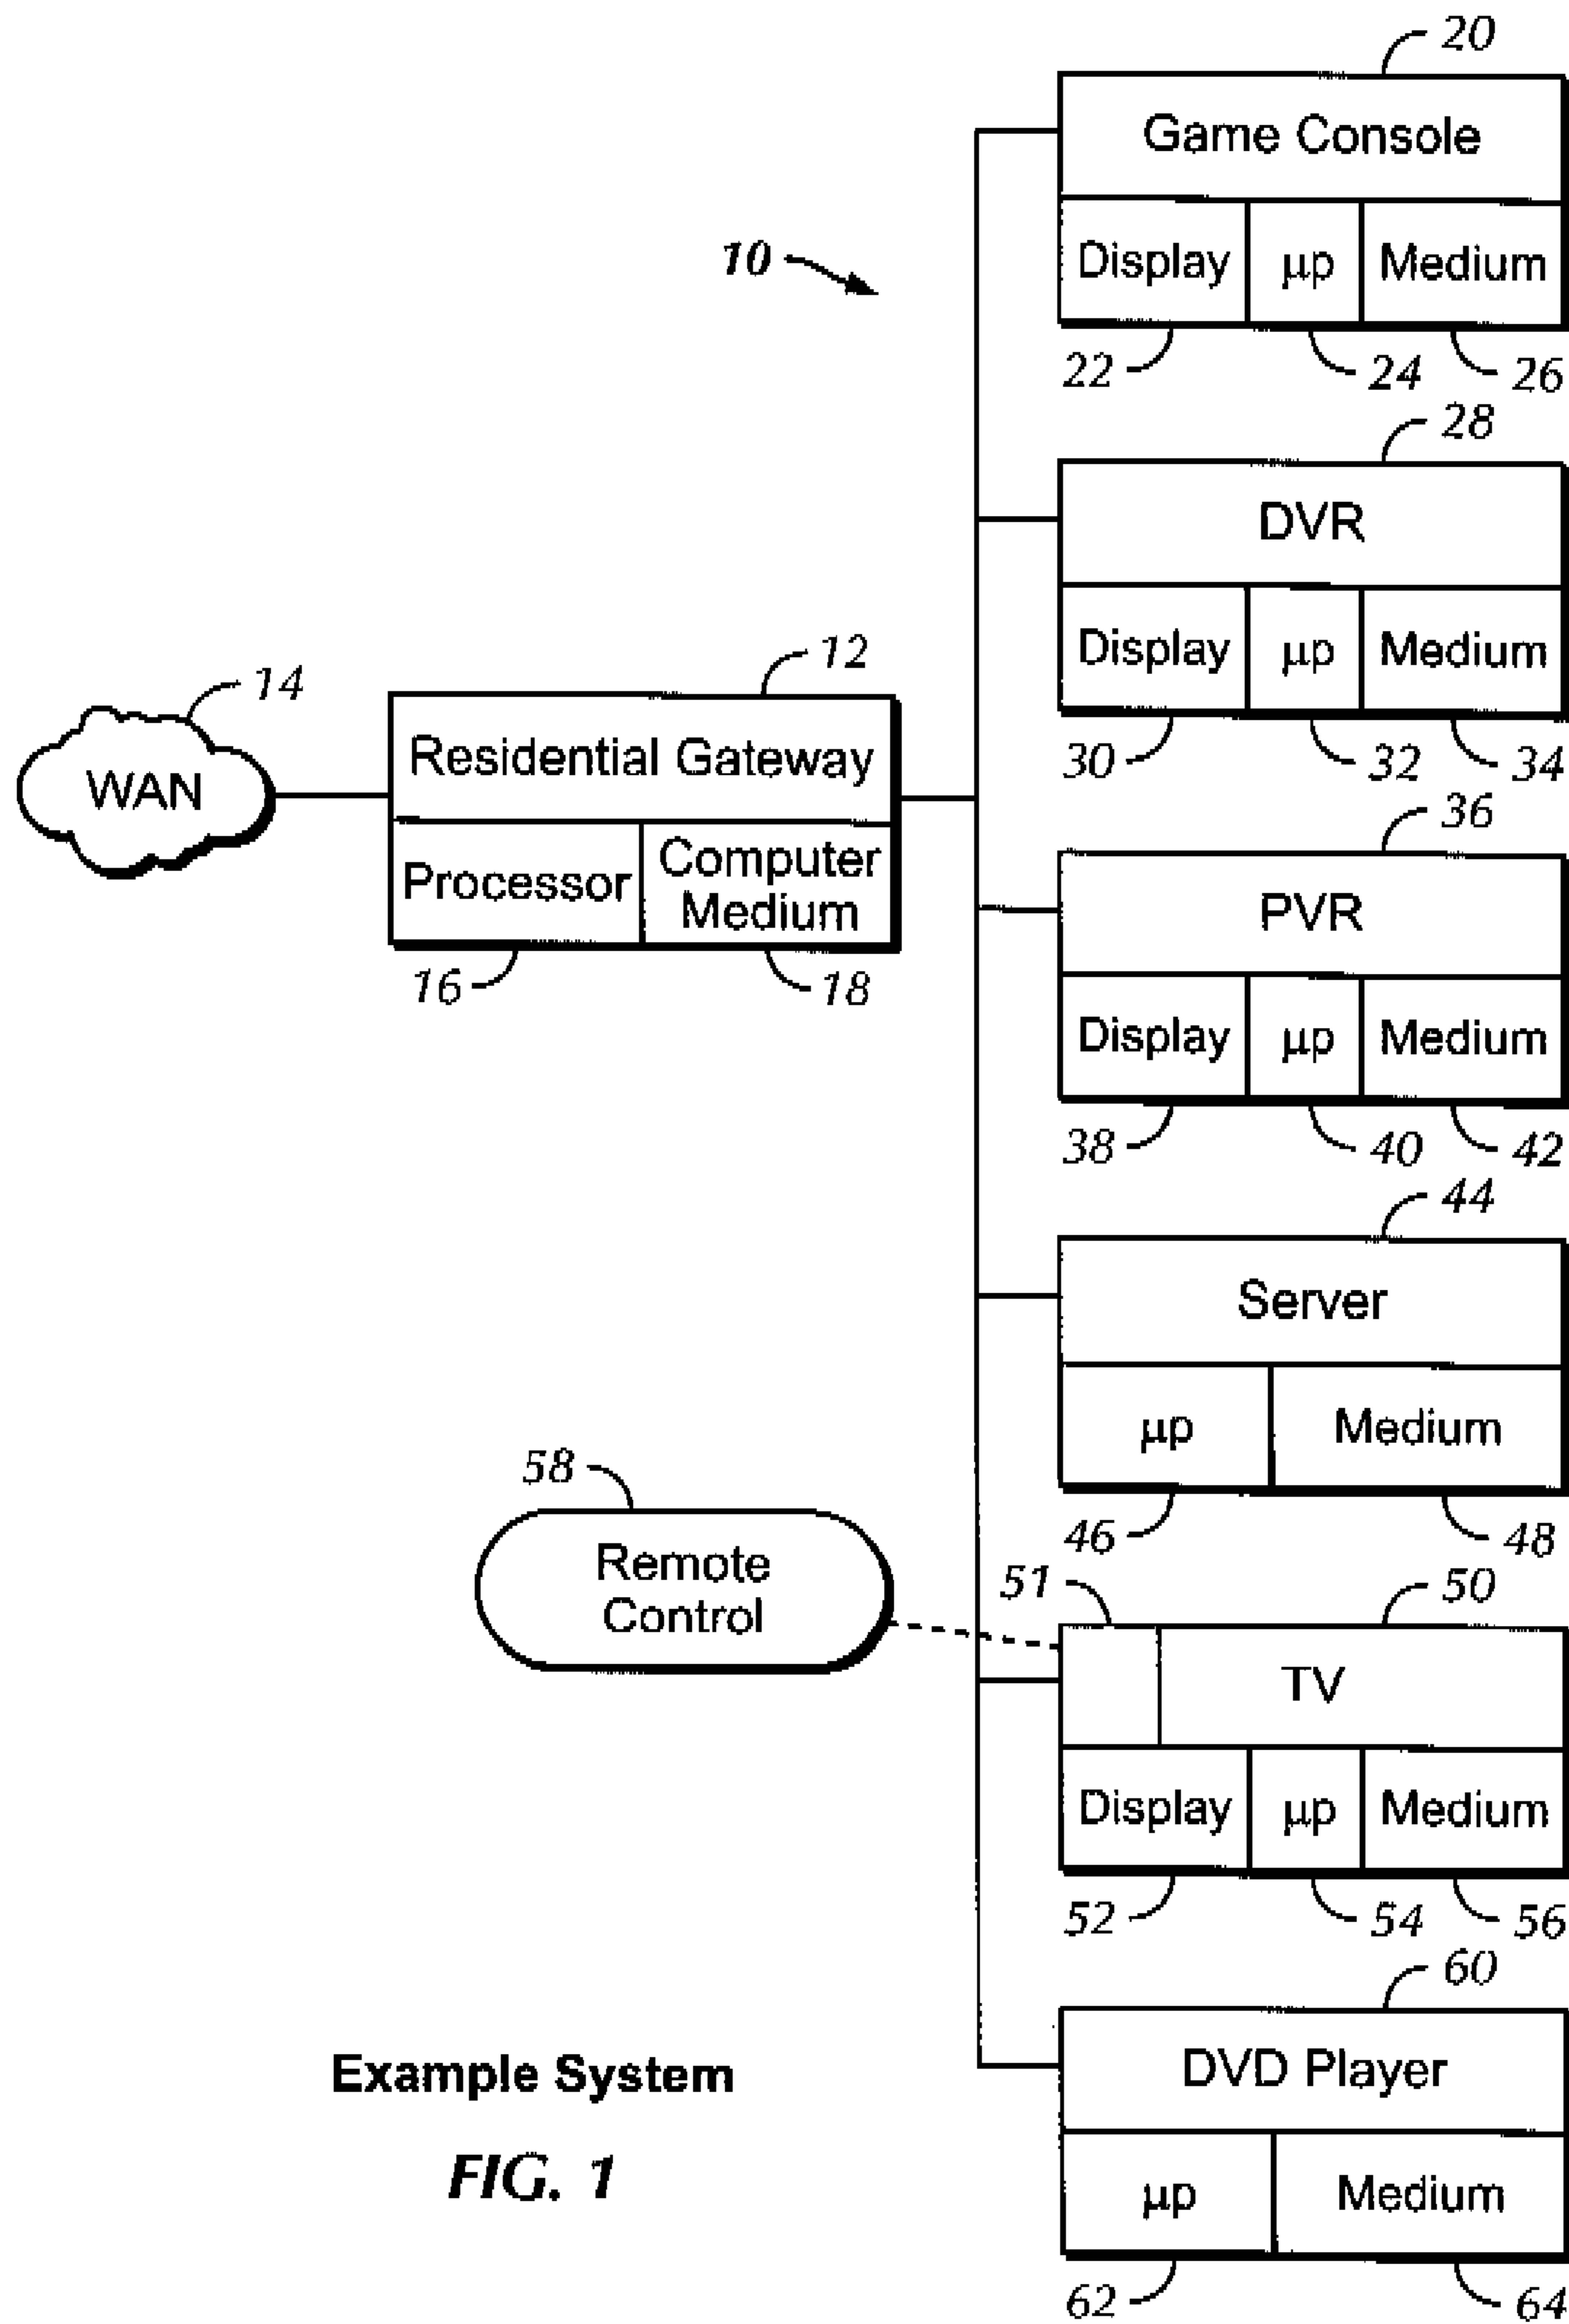 20
Game Console
10
Display μp Medium
22 24 26
28
DVR
Display μp Medium
30 32 34
12
14
WAN
Residential Gateway
Processor
Computer
Medium
16 18
36
PVR
Display μp Medium
38 40 42
44
Server
μp Medium
46 48
58
Remote
Control
51 50
TV
Display μp Medium
52 54 56
60
DVD Player
μp Medium
62 64
Example System
FIG. 1